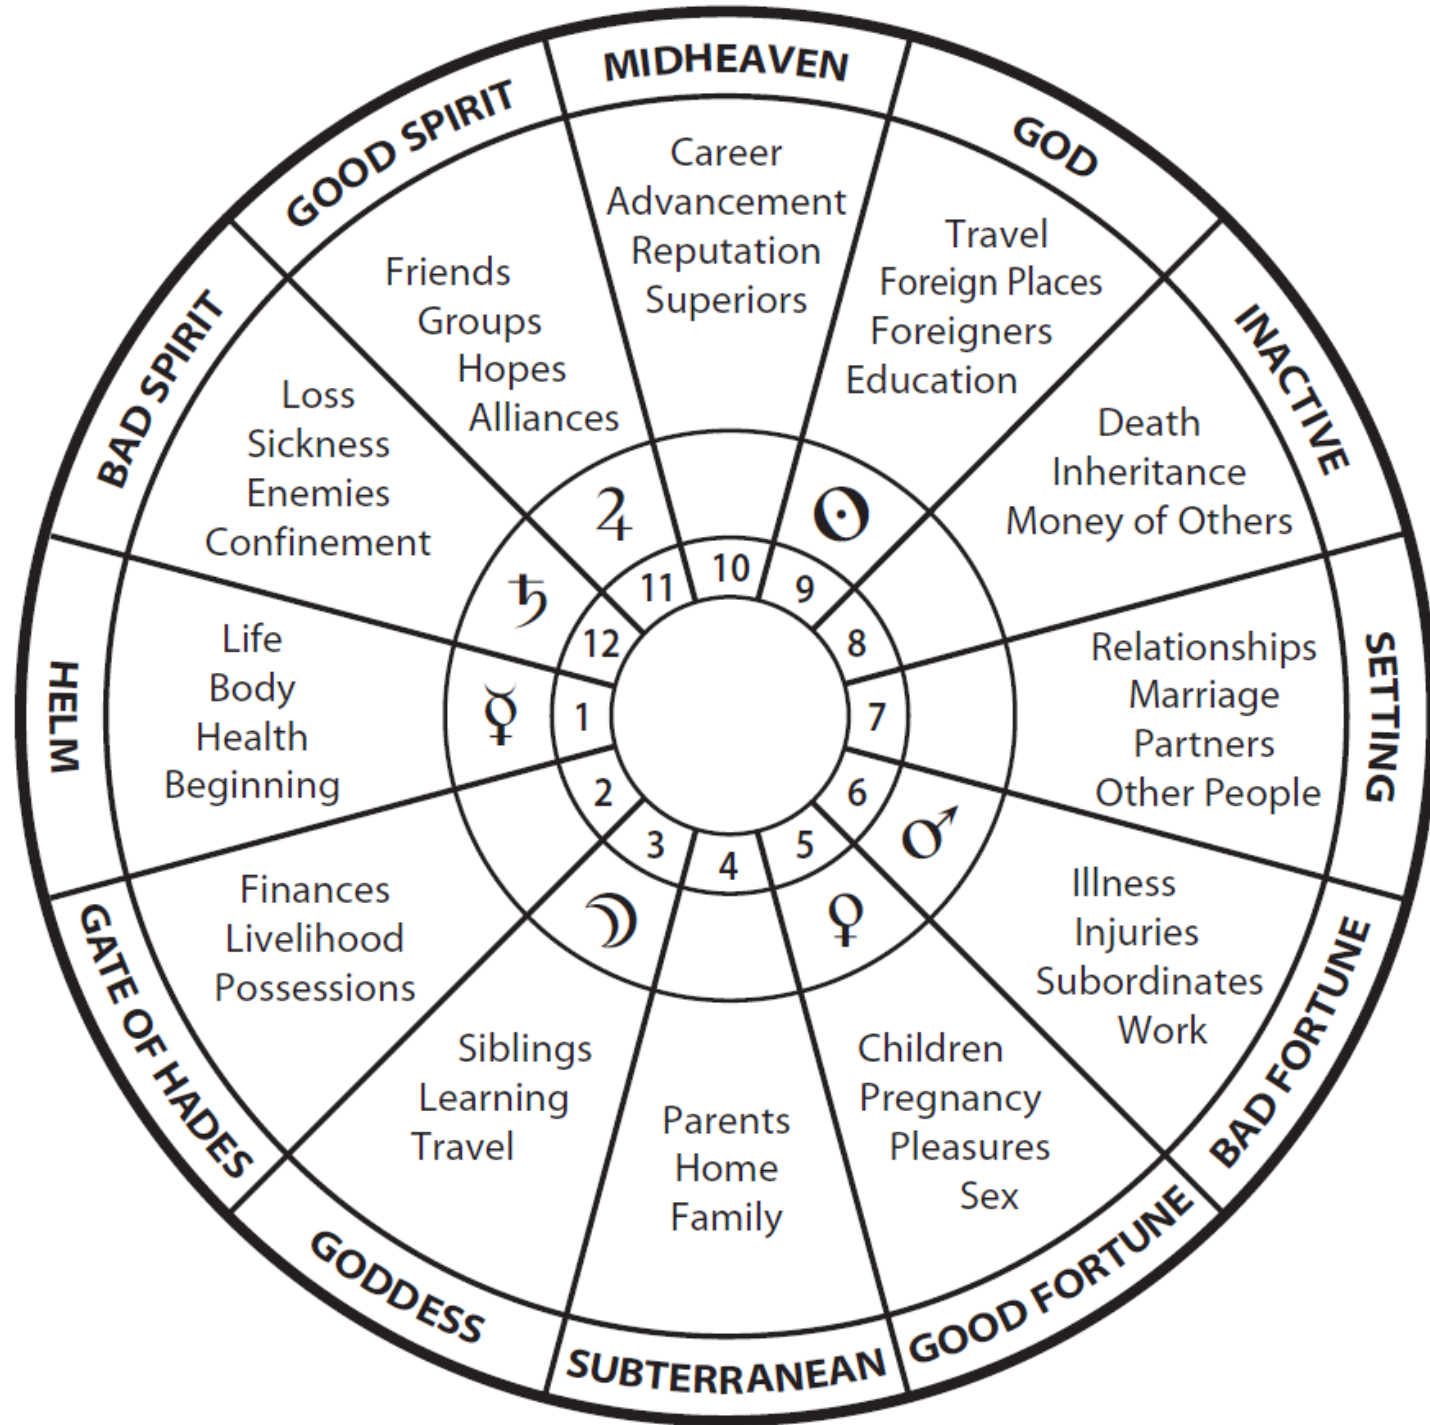 MIDHEAVEN
Career
Advancement
Reputation
Superiors
10
GOD
Travel
Foreign Places
Foreigners
Education
☉
9
INACTIVE
Death
Inheritance
Money of Others
8
SETTING
Relationships
Marriage
Partners
Other People
7
BAD FORTUNE
Illness
Injuries
Subordinates
Work
♂
6
GOOD FORTUNE
Children
Pregnancy
Pleasures
Sex
♀
5
SUBTERRANEAN
Parents
Home
Family
4
GODDESS
Siblings
Learning
Travel
☽
3
GATE OF HADES
Finances
Livelihood
Possessions
2
HELM
Life
Body
Health
Beginning
☿
1
BAD SPIRIT
Loss
Sickness
Enemies
Confinement
♄
12
GOOD SPIRIT
Friends
Groups
Hopes
Alliances
♃
11